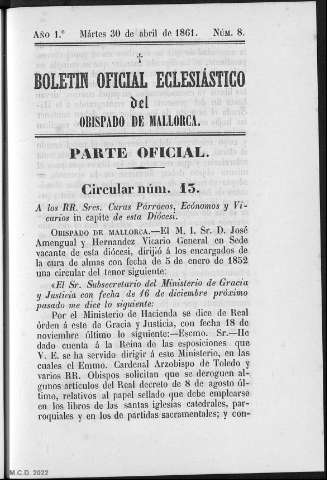 Año 1.º Mártes 30 de abril de 1861. Núm. 8.
BOLETIN OFICIAL ECLESIÁSTICO
del
OBISPADO DE MALLORCA.
PARTE OFICIAL.
Circular núm. 13.
A los RR. Sres. Curas Párrocos, Ecónomos y Vi-
carios in capite de esta Diócesi.
OBISPADO DE MALLORCA.—El M. I. Sr. D. José
Amengual y Hernandez Vicario General en Sede
vacante de esta diócesi, dirijió á los encargados de
la cura de almas con fecha de 5 de enero de 1852
una circular del tenor siguiente:
«El Sr. Subsecretario del Ministerio de Gracia
y Justicia con fecha de 16 de diciembre próximo
pasado me dice lo siguiente:
Por el Ministerio de Hacienda se dice de Real
órden á este de Gracia y Justicia, con fecha 18 de
noviembre último lo siguiente:—Escmo. Sr.—He
dado cuenta á la Reina de las esposiciones que
V. E. se ha servido dirigir á este Ministerio, en las
cuales el Emmo. Cardenal Arzobispo de Toledo y
varios RR. Obispos solicitan que se deroguen al-
gunos artículos del Real decreto de 8 de agosto úl-
timo, relativos al papel sellado que debe emplearse
en los libros de las santas iglesias catedrales, par-
roquiales y en los de partidas sacramentales; y con-
M.C.D. 2022